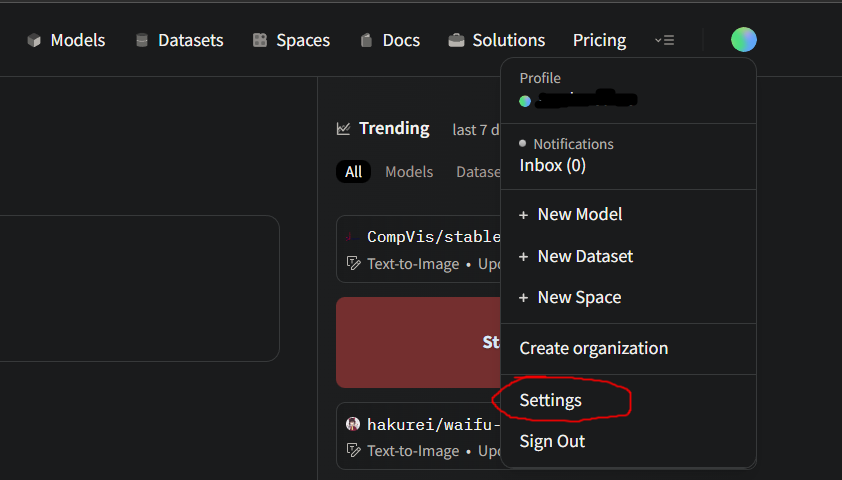 Models Datasets Spaces Docs Solutions Pricing
Profile
Trending last 7 d
Notifications
Inbox (0)
All Models Datase
+ New Model
CompVis/stable
+ New Dataset
Text-to-Image • Upd
+ New Space
St
Create organization
Settings
hakurei/waifu-
Sign Out
Text-to-Image • Upd